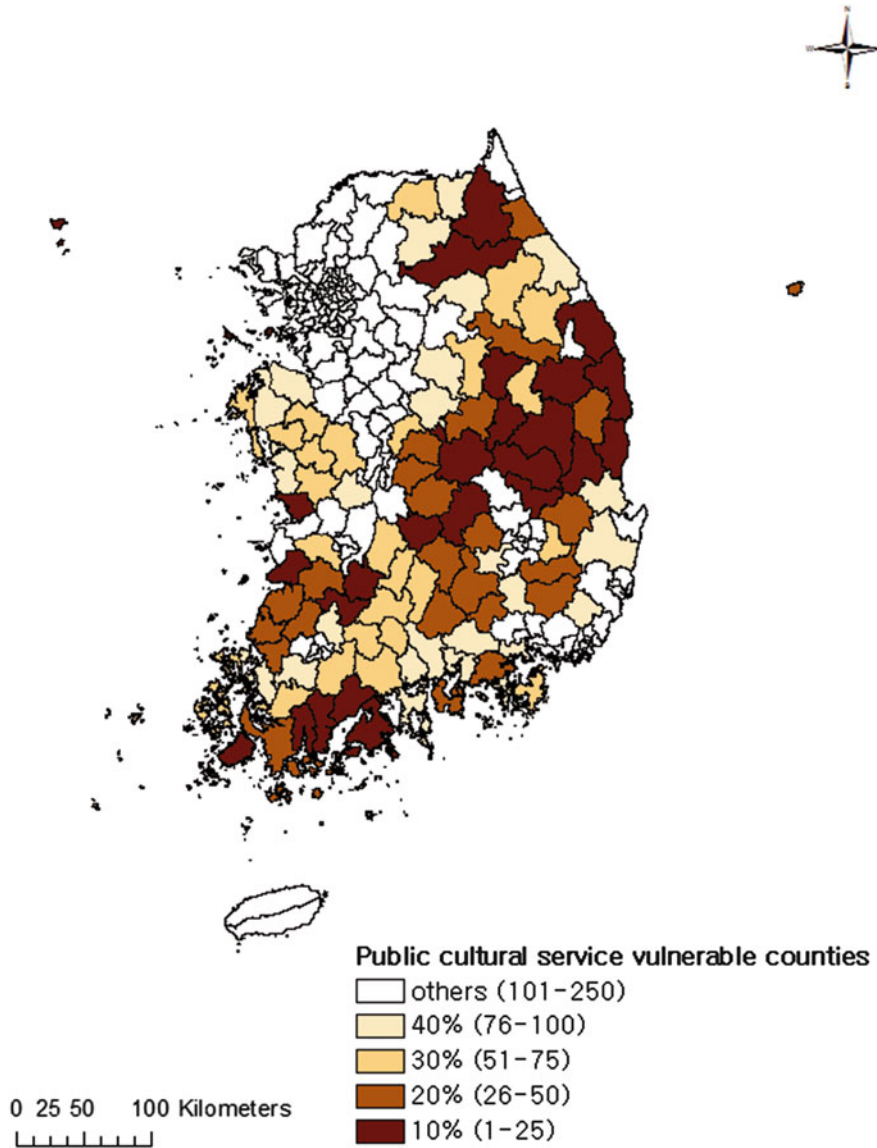 N
W
S
Public cultural service vulnerable counties
others (101-250)
40% (76-100)
30% (51-75)
20% (26-50)
10% (1-25)
0 25 50 100 Kilometers